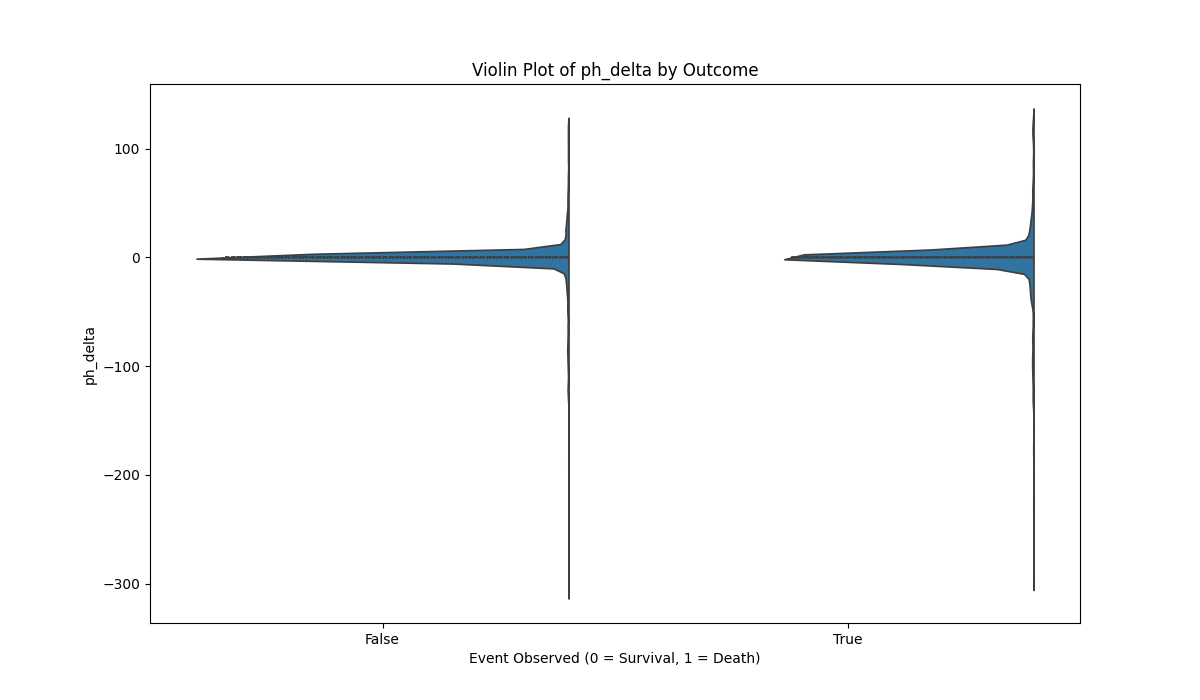 Violin Plot of ph_delta by Outcome
100
0
−100
−200
−300
ph_delta
False
True
Event Observed (0 = Survival, 1 = Death)